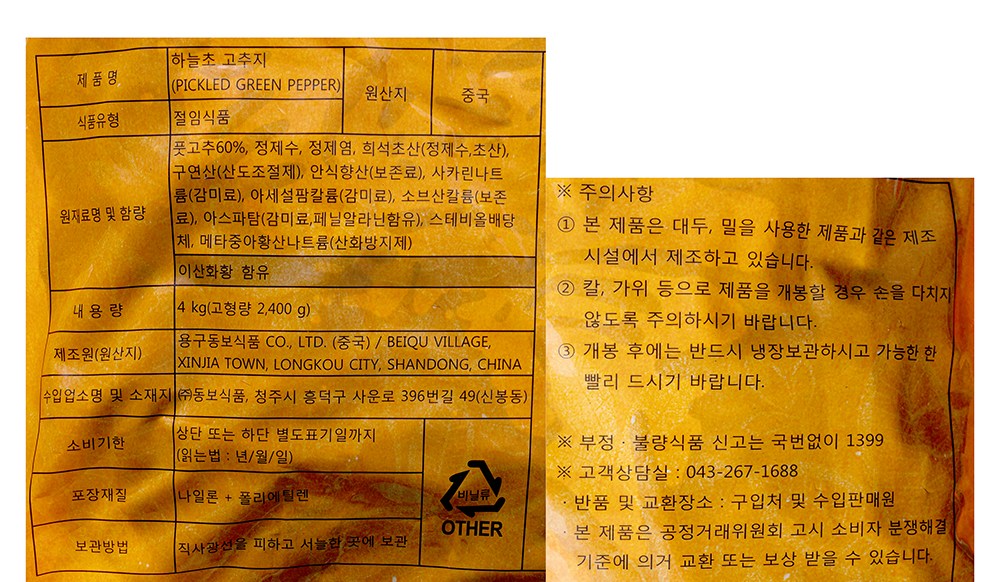 제 품 명
하늘초 고추지
(PICKLED GREEN PEPPER)
원산지
중국
식품유형
절임식품
원재료명 및 함량
풋고추60%, 정제수, 정제염, 희석초산(정제수,초산),
구연산(산도조절제), 안식향산(보존료), 사카린나트
륨(감미료), 아세설팜칼륨(감미료), 소브산칼륨(보존
료), 아스파탐(감미료,페닐알라닌함유), 스테비올배당
체, 메타중아황산나트륨(산화방지제)
이산화황 함유
내 용 량
4 kg(고형량 2,400 g)
제조원(원산지)
용구동보식품 CO., LTD. (중국) / BEIQU VILLAGE,
XINJIA TOWN, LONGKOU CITY, SHANDONG, CHINA
수입업소명 및 소재지
㈜동보식품, 청주시 흥덕구 사운로 396번길 49(신봉동)
소비기한
상단 또는 하단 별도표기일까지
(읽는법 : 년/월/일)
포장재질
나일론 + 폴리에틸렌
비닐류
OTHER
보관방법
직사광선을 피하고 서늘한 곳에 보관
※ 주의사항
① 본 제품은 대두, 밀을 사용한 제품과 같은 제조
시설에서 제조하고 있습니다.
② 칼, 가위 등으로 제품을 개봉할 경우 손을 다치지
않도록 주의하시기 바랍니다.
③ 개봉 후에는 반드시 냉장보관하시고 가능한 한
빨리 드시기 바랍니다.
※ 부정 · 불량식품 신고는 국번없이 1399
※ 고객상담실 : 043-267-1688
· 반품 및 교환장소 : 구입처 및 수입판매원
· 본 제품은 공정거래위원회 고시 소비자 분쟁해결
기준에 의거 교환 또는 보상 받을 수 있습니다.